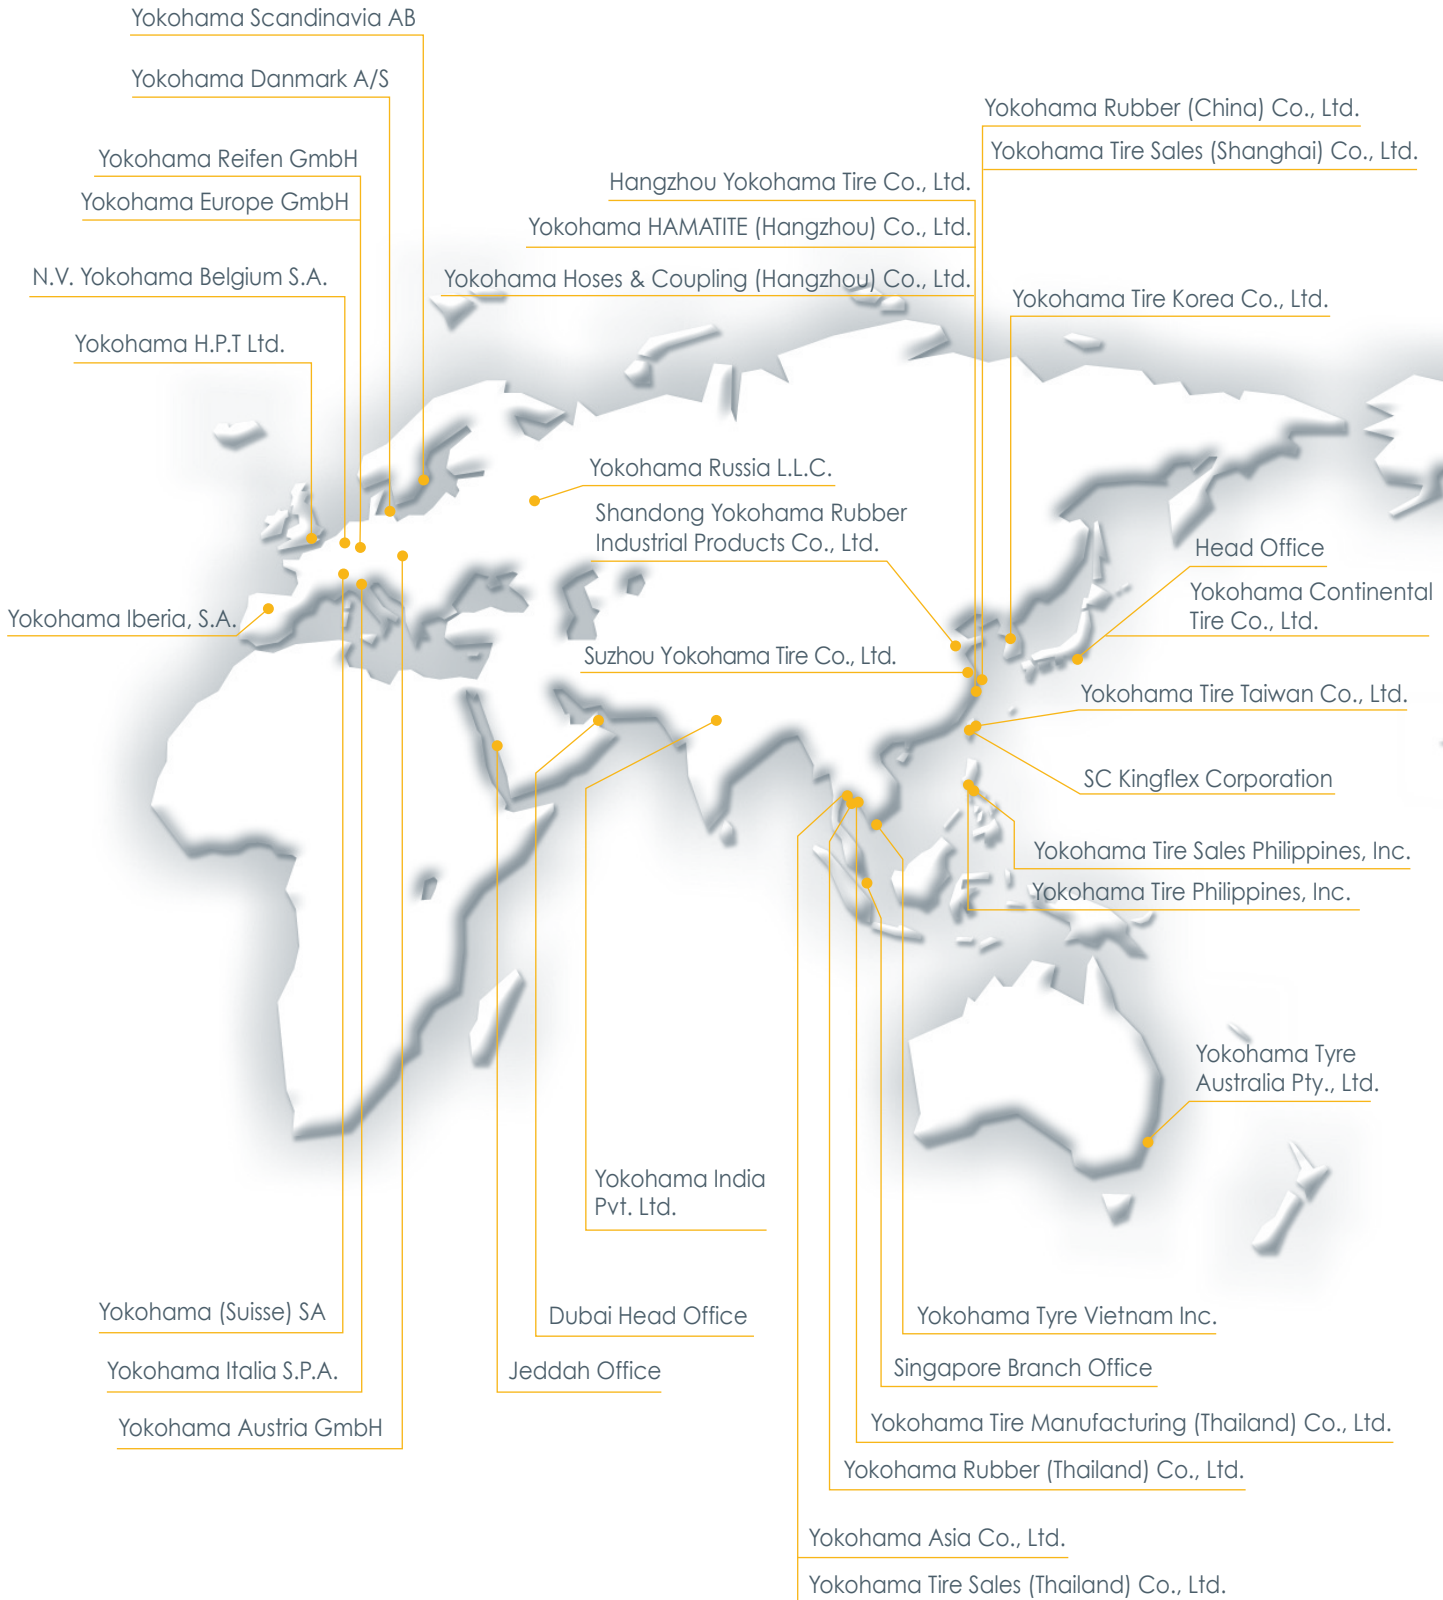 Yokohama Scandinavia AB
Yokohama Danmark A/S
Yokohama Reifen GmbH
Yokohama Europe GmbH
N.V. Yokohama Belgium S.A.
Yokohama H.P.T Ltd.
Yokohama Iberia, S.A.
Yokohama Rubber (China) Co., Ltd.
Yokohama Tire Sales (Shanghai) Co., Ltd.
Hangzhou Yokohama Tire Co., Ltd.
Yokohama HAMATITE (Hangzhou) Co., Ltd.
Yokohama Hoses & Coupling (Hangzhou) Co., Ltd.
Yokohama Tire Korea Co., Ltd.
Yokohama Russia L.L.C.
Shandong Yokohama Rubber
Industrial Products Co., Ltd.
Suzhou Yokohama Tire Co., Ltd.
Head Office
Yokohama Continental
Tire Co., Ltd.
Yokohama Tire Taiwan Co., Ltd.
SC Kingflex Corporation
Yokohama Tire Sales Philippines, Inc.
Yokohama Tire Philippines, Inc.
Yokohama Tyre
Australia Pty., Ltd.
Yokohama India
Pvt. Ltd.
Yokohama (Suisse) SA
Yokohama Italia S.P.A.
Yokohama Austria GmbH
Dubai Head Office
Jeddah Office
Yokohama Tyre Vietnam Inc.
Singapore Branch Office
Yokohama Tire Manufacturing (Thailand) Co., Ltd.
Yokohama Rubber (Thailand) Co., Ltd.
Yokohama Asia Co., Ltd.
Yokohama Tire Sales (Thailand) Co., Ltd.